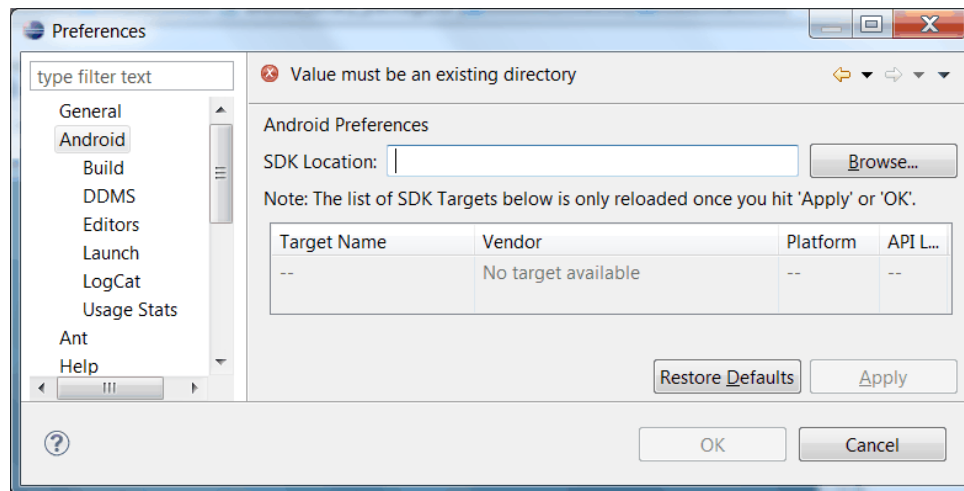 Preferences
type filter text
General
Android
Build
DDMS
Editors
Launch
LogCat
Usage Stats
Ant
Help
Value must be an existing directory
Android Preferences
SDK Location:
Browse...
Note: The list of SDK Targets below is only reloaded once you hit 'Apply' or 'OK'.
Target Name Vendor Platform API L...
-- No target available -- --
Restore Defaults Apply
? OK Cancel